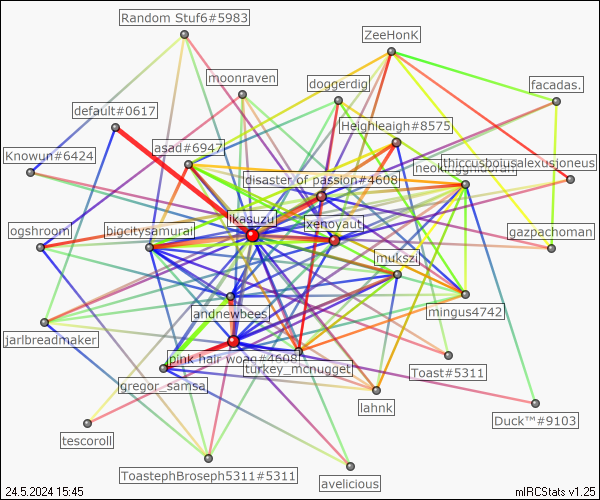 Random Stuf6#5983
ZeeHonK
moonraven
doggerdig
facadas.
default#0617
Heighleaigh#8575
asad#6947
Knowun#6424
thiccusboiusalexusjoneus
disaster of passion#4608
ikasuzu
xenoyaut
ogshroom
bigcitysamurai
gazpachoman
mukszi
andnewbees
mingus4742
jarlbreadmaker
pink hair wong#4608
turkey_mcnugget
Toast#5311
gregor_samsa
lahnk
Duck™#9103
tescoroll
ToastephBroseph5311#5311
avelicious
24.5.2024 15:45
mIRCStats v1.25